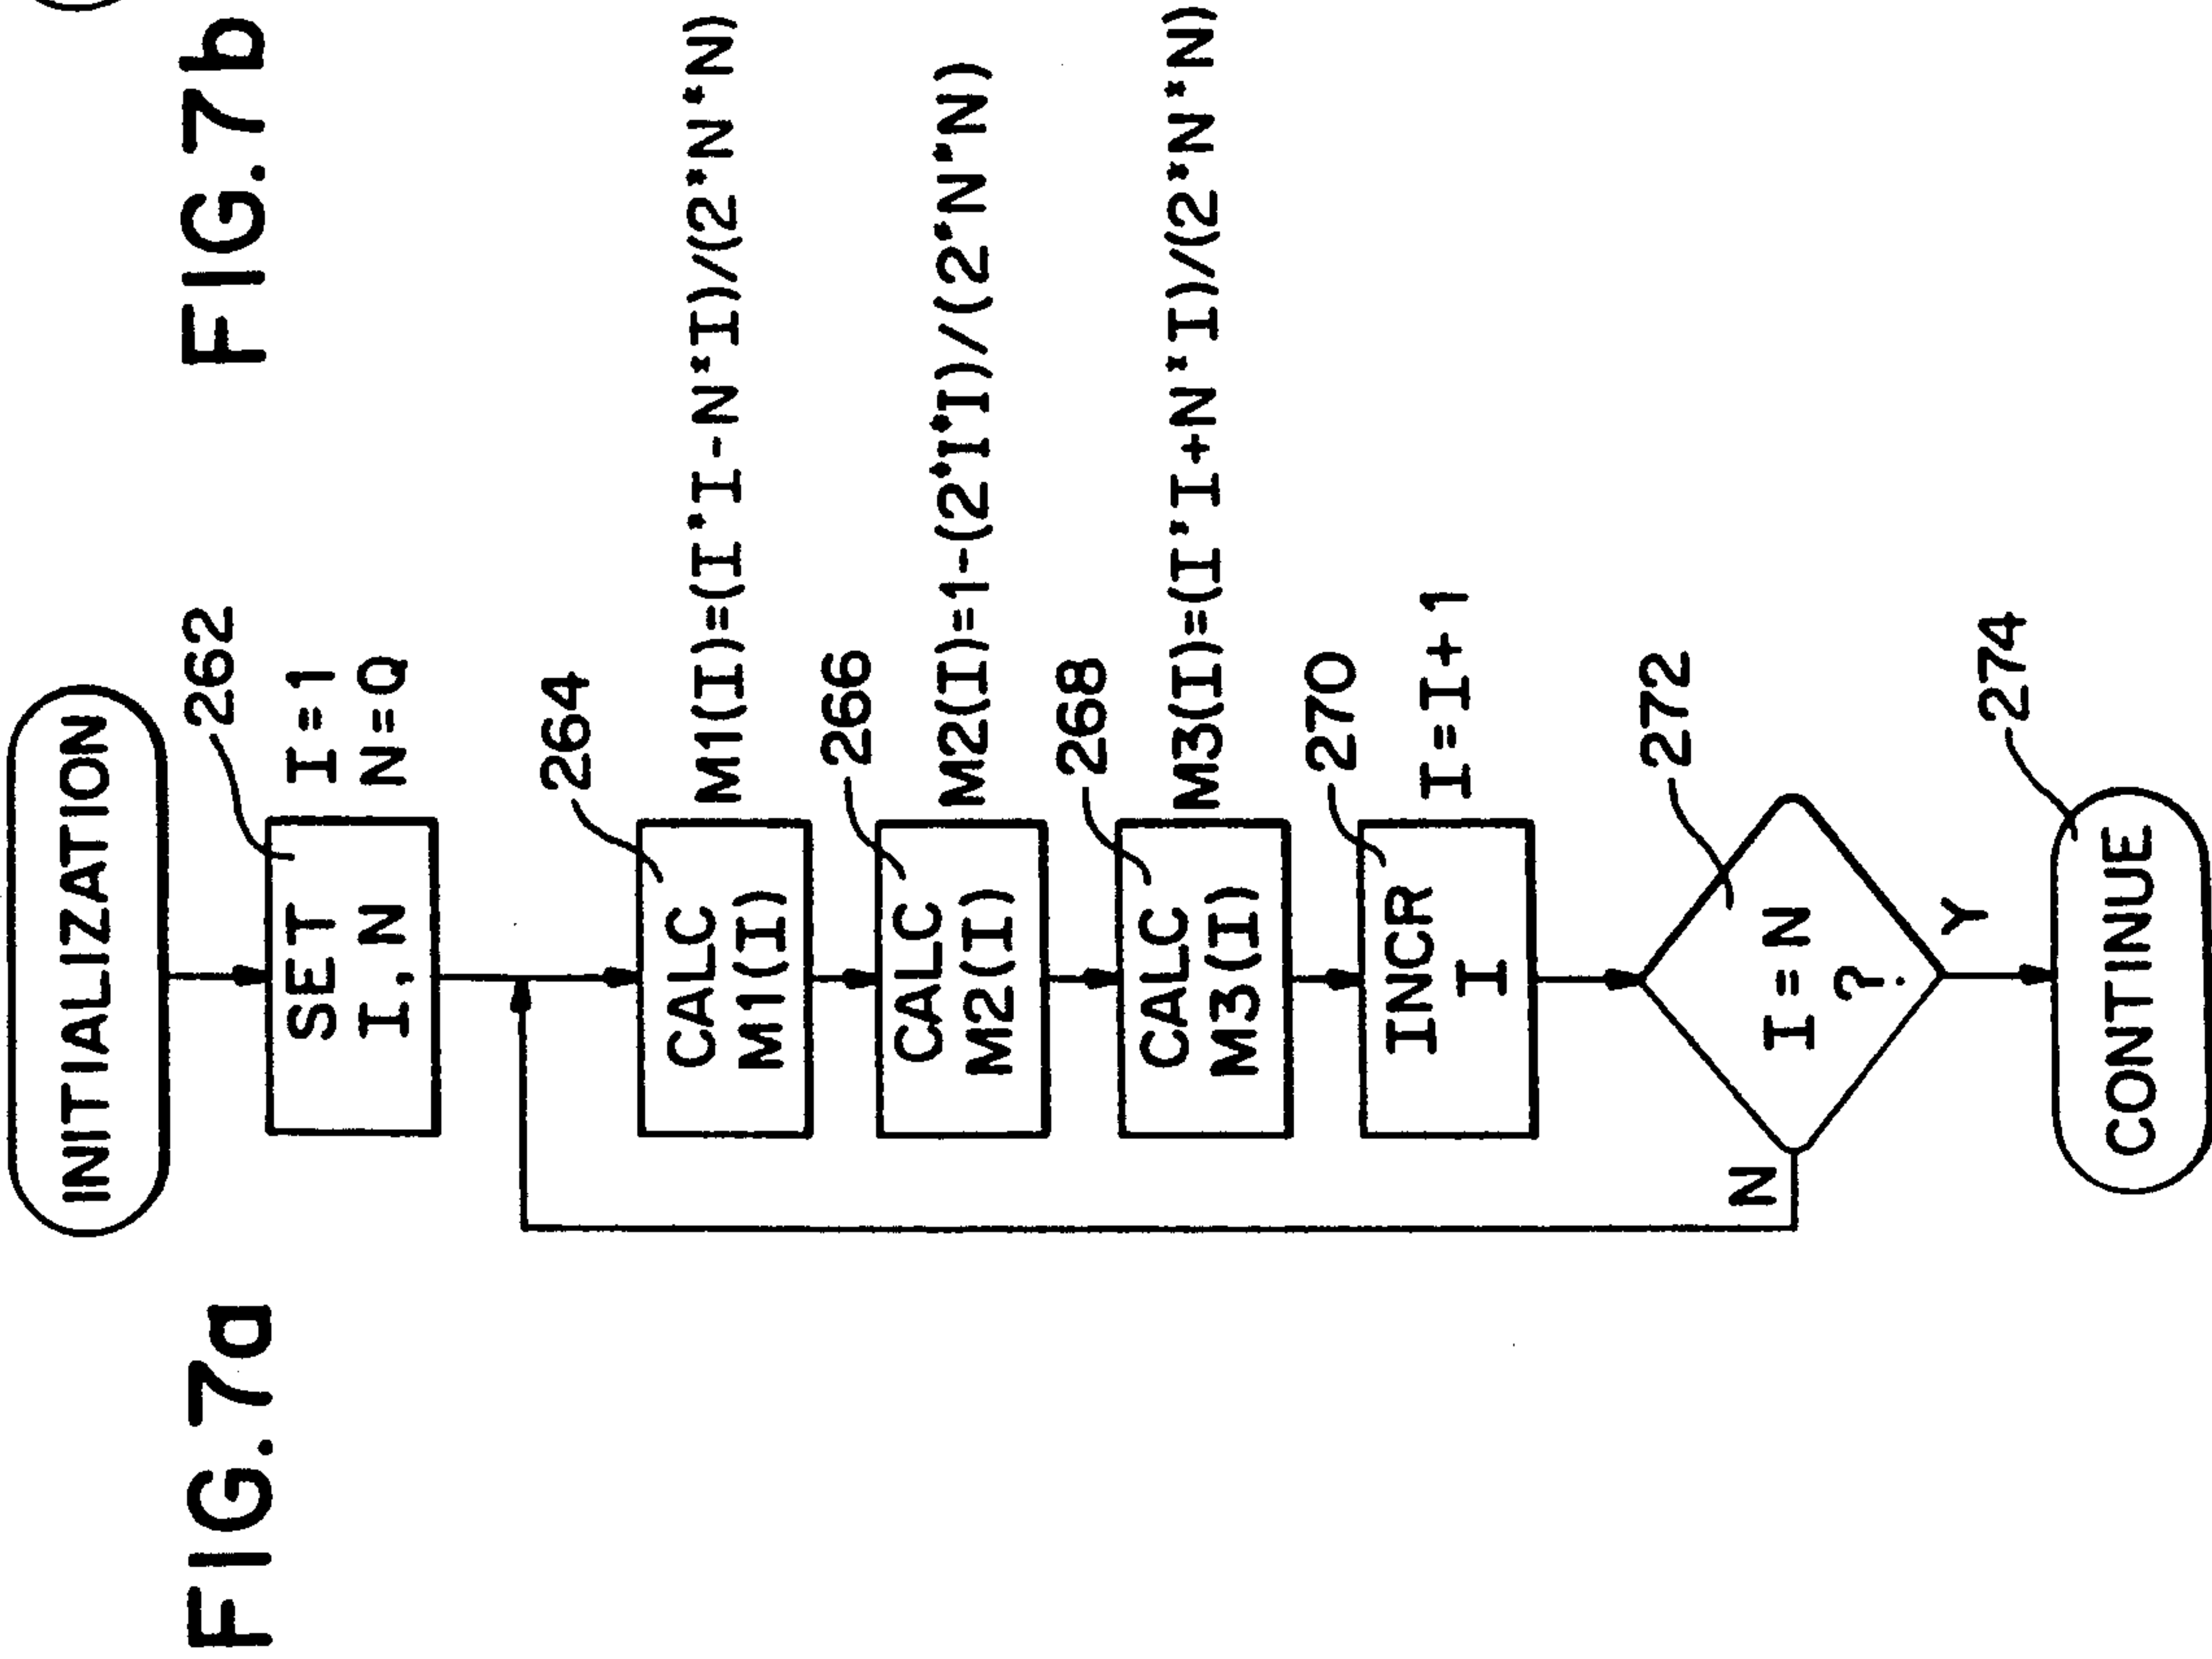 FIG.7a
INITIALIZATION
262
SET
I,N
I=1
N=Q
264
CALC
M1(I)
M1(I)=(I*I-N*I)/(2*N*N)
266
CALC
M2(I)
M2(I)=1-(2*I*I)/(2*N*N)
268
CALC
M3(I)
M3(I)=(I*I+N*I)/(2*N*N)
270
INCR
I
I=I+1
272
I=N
?
N
Y
274
CONTINUE
FIG.7b